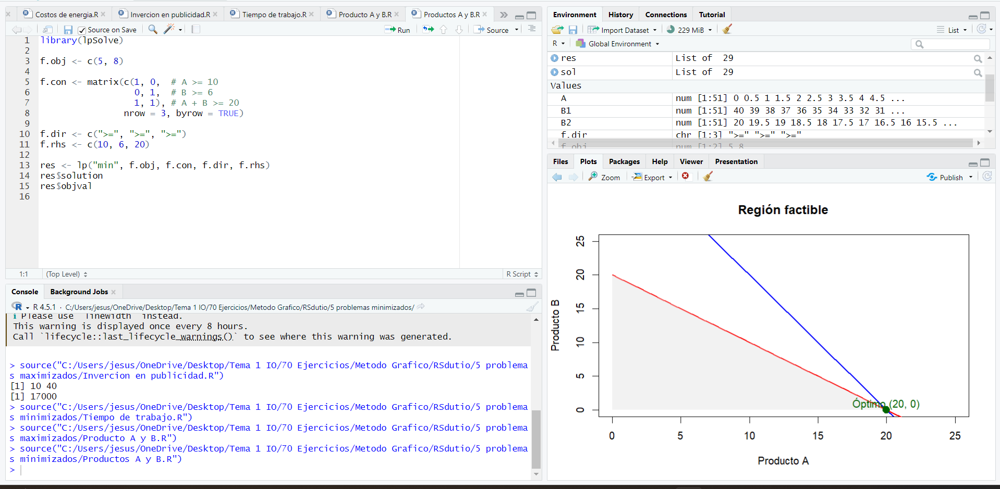 Costos de energia.R
Invercion en publicidad.R
Tiempo de trabajo.R
Producto A y B.R
Productos A y B.R
Source on Save
Run
Source
1 library(lpSolve)
2
3 f.obj <- c(5, 8)
4
5 f.con <- matrix(c(1, 0,  # A >= 10
6 0, 1,  # B >= 6
7 1, 1), # A + B >= 20
8 nrow = 3, byrow = TRUE)
9
10 f.dir <- c(">=", ">=", ">=")
11 f.rhs <- c(10, 6, 20)
12
13 res <- lp("min", f.obj, f.con, f.dir, f.rhs)
14 res$solution
15 res$objval
16
1:1 (Top Level) R Script
Console Background Jobs
R 4.5.1 · C:/Users/jesus/OneDrive/Desktop/Tema 1 IO/70 Ejercicios/Metodo Grafico/RSdutio/5 problemas minimizados/
i Please use `linewidth` instead.
This warning is displayed once every 8 hours.
Call `lifecycle::last_lifecycle_warnings()` to see where this warning was generated.
> source("C:/Users/jesus/OneDrive/Desktop/Tema 1 IO/70 Ejercicios/Metodo Grafico/RSdutio/5 problema
s maximizados/Invercion en publicidad.R")
[1] 10 40
[1] 17000
> source("C:/Users/jesus/OneDrive/Desktop/Tema 1 IO/70 Ejercicios/Metodo Grafico/RSdutio/5 problema
s minimizados/Tiempo de trabajo.R")
> source("C:/Users/jesus/OneDrive/Desktop/Tema 1 IO/70 Ejercicios/Metodo Grafico/RSdutio/5 problema
s maximizados/Producto A y B.R")
> source("C:/Users/jesus/OneDrive/Desktop/Tema 1 IO/70 Ejercicios/Metodo Grafico/RSdutio/5 problema
s minimizados/Productos A y B.R")
>
Environment History Connections Tutorial
Import Dataset 229 MiB List
R Global Environment
res List of  29
sol List of  29
Values
A num [1:51] 0 0.5 1 1.5 2 2.5 3 3.5 4 4.5 ...
B1 num [1:51] 40 39 38 37 36 35 34 33 32 31 ...
B2 num [1:51] 20 19.5 19 18.5 18 17.5 17 16.5 16 15.5 ...
f.dir chr [1:3] ">=" ">=" ">="
f.obj num [1:2] 5 8
Files Plots Packages Help Viewer Presentation
Zoom Export Publish
Región factible
25
20
15
10
5
0
Producto B
Óptimo (20, 0)
0 5 10 15 20 25
Producto A